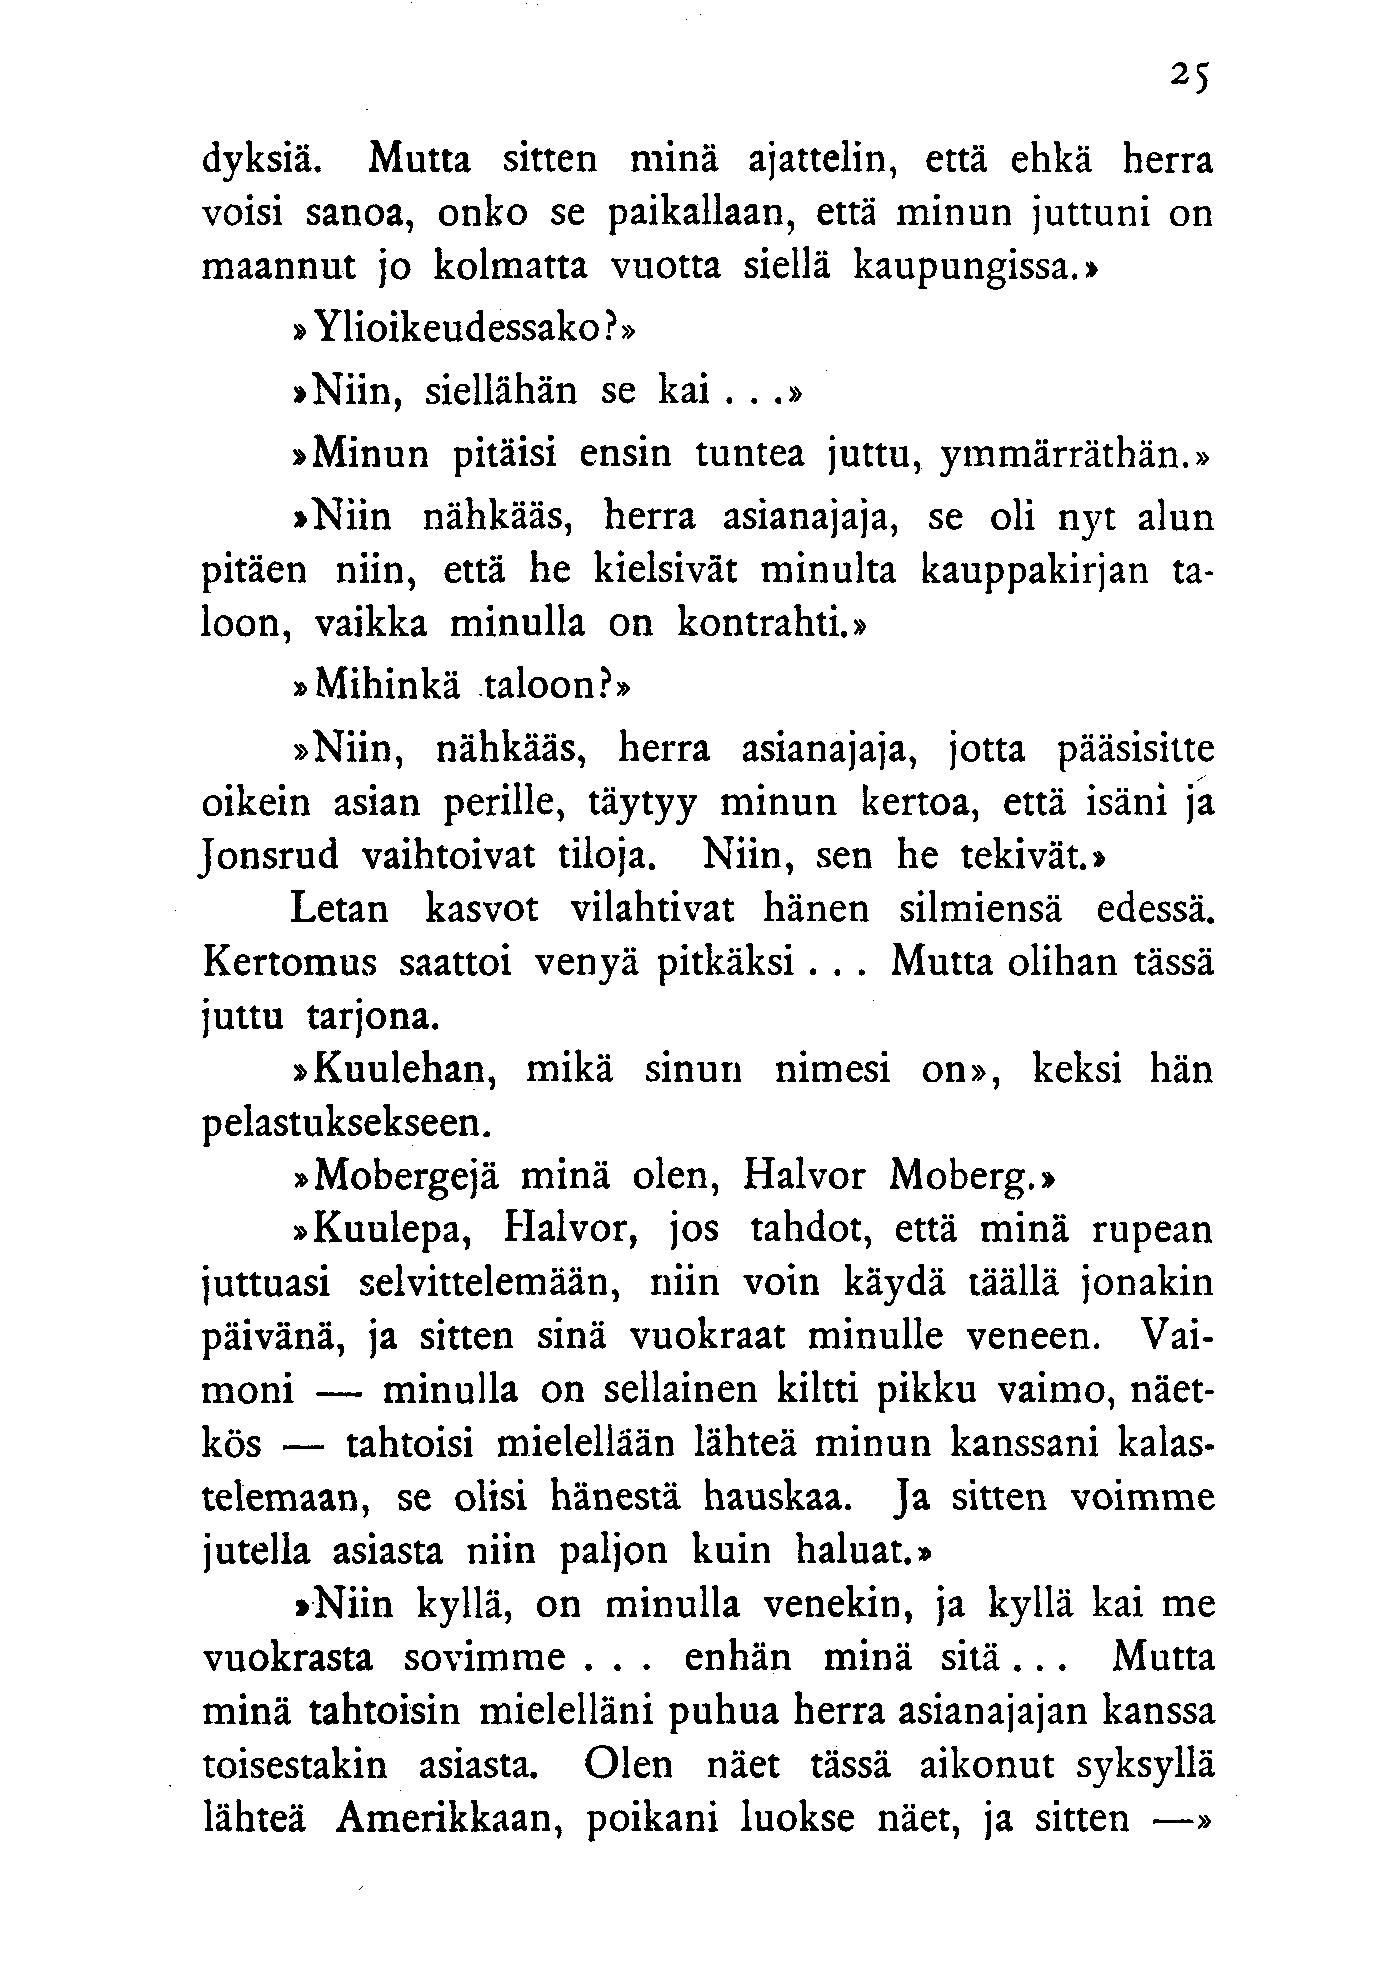 25
dyksiä. Mutta sitten minä ajattelin, että ehkä herra
voisi sanoa, onko se paikallaan, että minun juttuni on
maannut jo kolmatta vuotta siellä kaupungissa.»
»Ylioikeudessako?»
»Niin, siellähän se kai . . .»
»Minun pitäisi ensin tuntea juttu, ymmärräthän.»
»Niin nähkääs, herra asianajaja, se oli nyt alun
pitäen niin, että he kielsivät minulta kauppakirjan ta-
loon, vaikka minulla on kontrahti.»
»Mihinkä taloon?»
»Niin, nähkääs, herra asianajaja, jotta pääsisitte
oikein asian perille, täytyy minun kertoa, että isäni ja
Jonsrud vaihtoivat tiloja. Niin, sen he tekivät.»
Letan kasvot vilahtivat hänen silmiensä edessä.
Kertomus saattoi venyä pitkäksi . . . Mutta olihan tässä
juttu tarjona.
»Kuulehan, mikä sinun nimesi on», keksi hän
pelastuksekseen.
»Mobergejä minä olen, Halvor Moberg.»
»Kuulepa, Halvor, jos tahdot, että minä rupean
juttuasi selvittelemään, niin voin käydä täällä jonakin
päivänä, ja sitten sinä vuokraat minulle veneen. Vai-
moni — minulla on sellainen kiltti pikku vaimo, näet-
kös — tahtoisi mielellään lähteä minun kanssani kalas-
telemaan, se olisi hänestä hauskaa. Ja sitten voimme
jutella asiasta niin paljon kuin haluat.»
»Niin kyllä, on minulla venekin, ja kyllä kai me
vuokrasta sovimme . . . enhän minä sitä . . . Mutta
minä tahtoisin mielelläni puhua herra asianajajan kanssa
toisestakin asiasta. Olen näet tässä aikonut syksyllä
lähteä Amerikkaan, poikani luokse näet, ja sitten —»